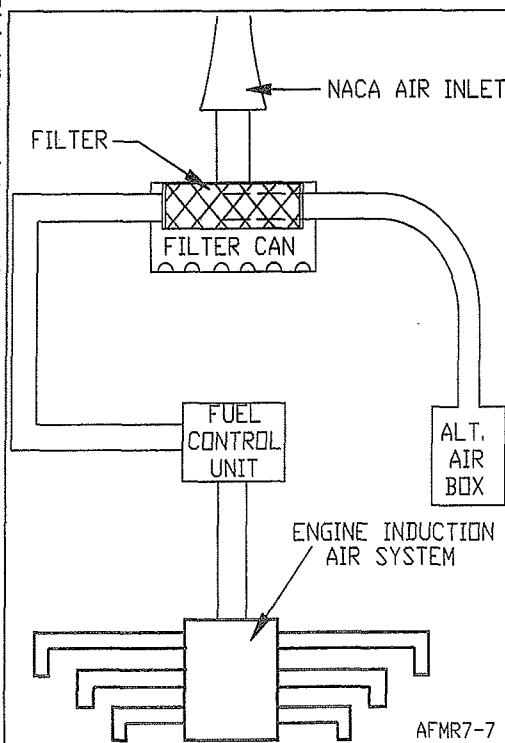 NACA AIR INLET
FILTER
FILTER CAN
FUEL
CONTROL
UNIT
ALT.
AIR
BOX
ENGINE INDUCTION
AIR SYSTEM
AFMR7-7